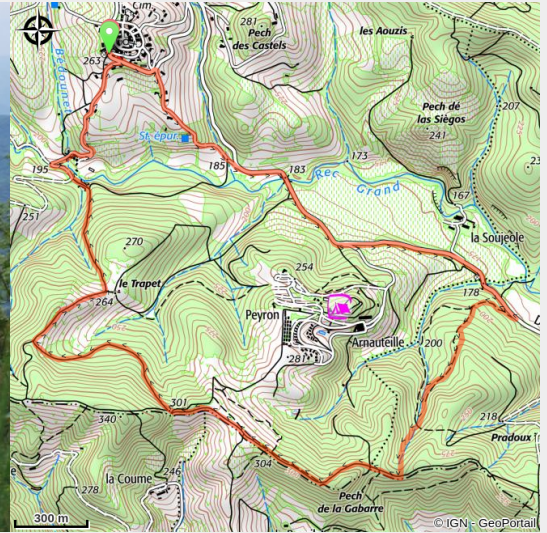 Cim.
281
Pech
des Castels
les Aouzis
263
Pech dé
las Siègos
241
207
St. épur.
195
185
183
173
Rec Grand
167
251
la Soujeole
270
254
le Trapet
264
178
Peyron
Arnauteille
200
281
301
340
218
Pradoux
304
246
la Coume
278
Pech
de la Gabarre
300 m
© IGN - GeoPortail